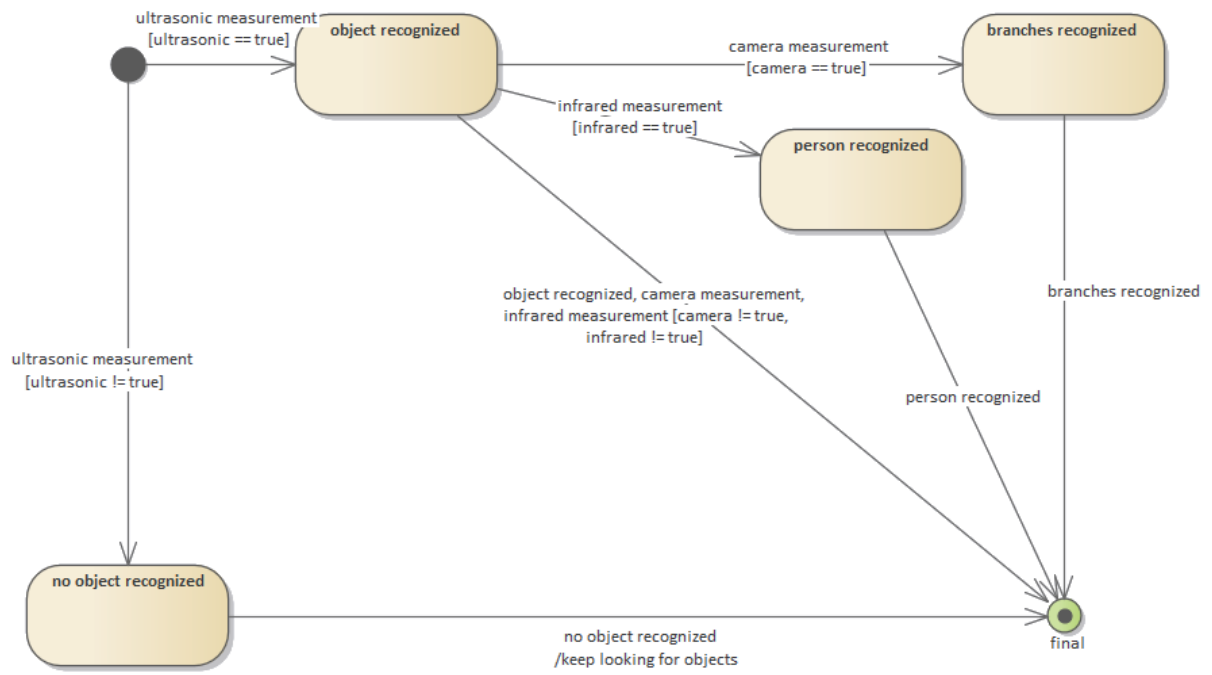 ultrasonic measurement
[ultrasonic == true]
object recognized
branches recognized
camera measurement
[camera == true]
infrared measurement
[infrared == true]
person recognized
object recognized, camera measurement,
infrared measurement [camera != true,
infrared != true]
branches recognized
ultrasonic measurement
[ultrasonic != true]
person recognized
no object recognized
no object recognized
/keep looking for objects
final